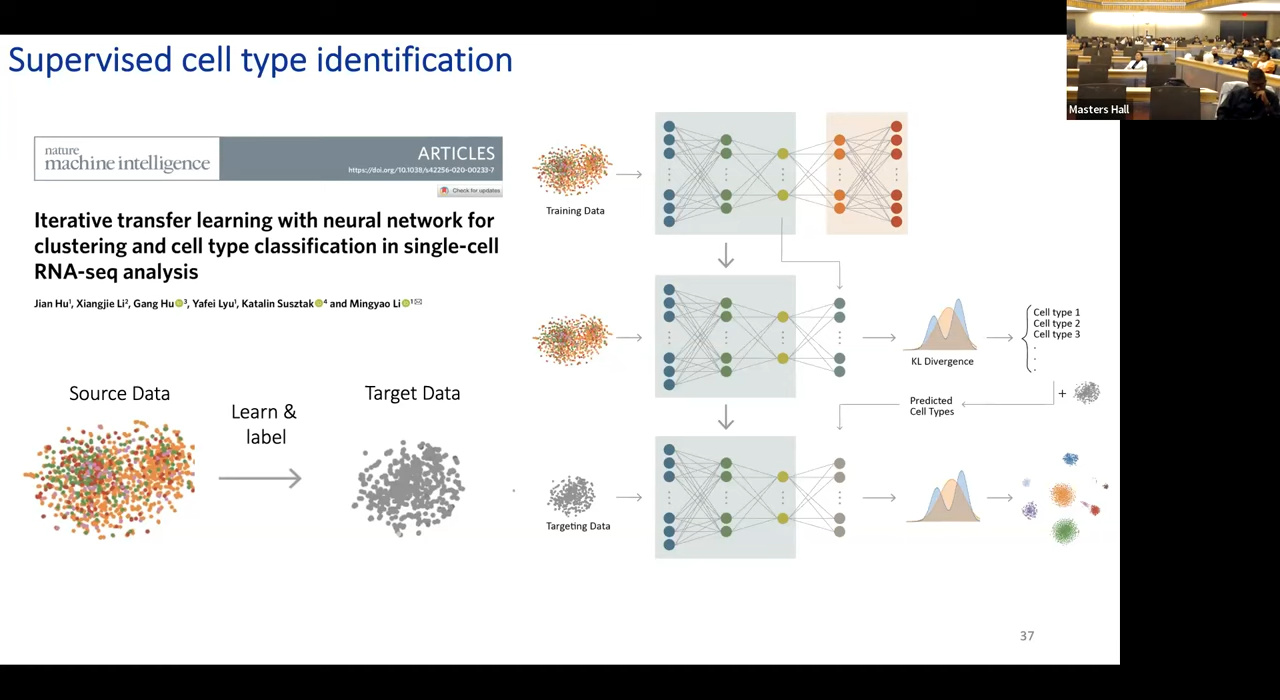 Supervised cell type identification
Masters Hall
nature
machine intelligence
ARTICLES
https://doi.org/10.1038/s42256-020-00233-7
Check for updates
Iterative transfer learning with neural network for
clustering and cell type classification in single-cell
RNA-seq analysis
Jian Hu1, Xiangjie Li2, Gang Hu3, Yafei Lyu1, Katalin Susztak4 and Mingyao Li1✉
Source Data
Learn &
label
Target Data
Training Data
KL Divergence
Cell type 1
Cell type 2
Cell type 3
.
.
.
+
Predicted
Cell Types
Targeting Data
37